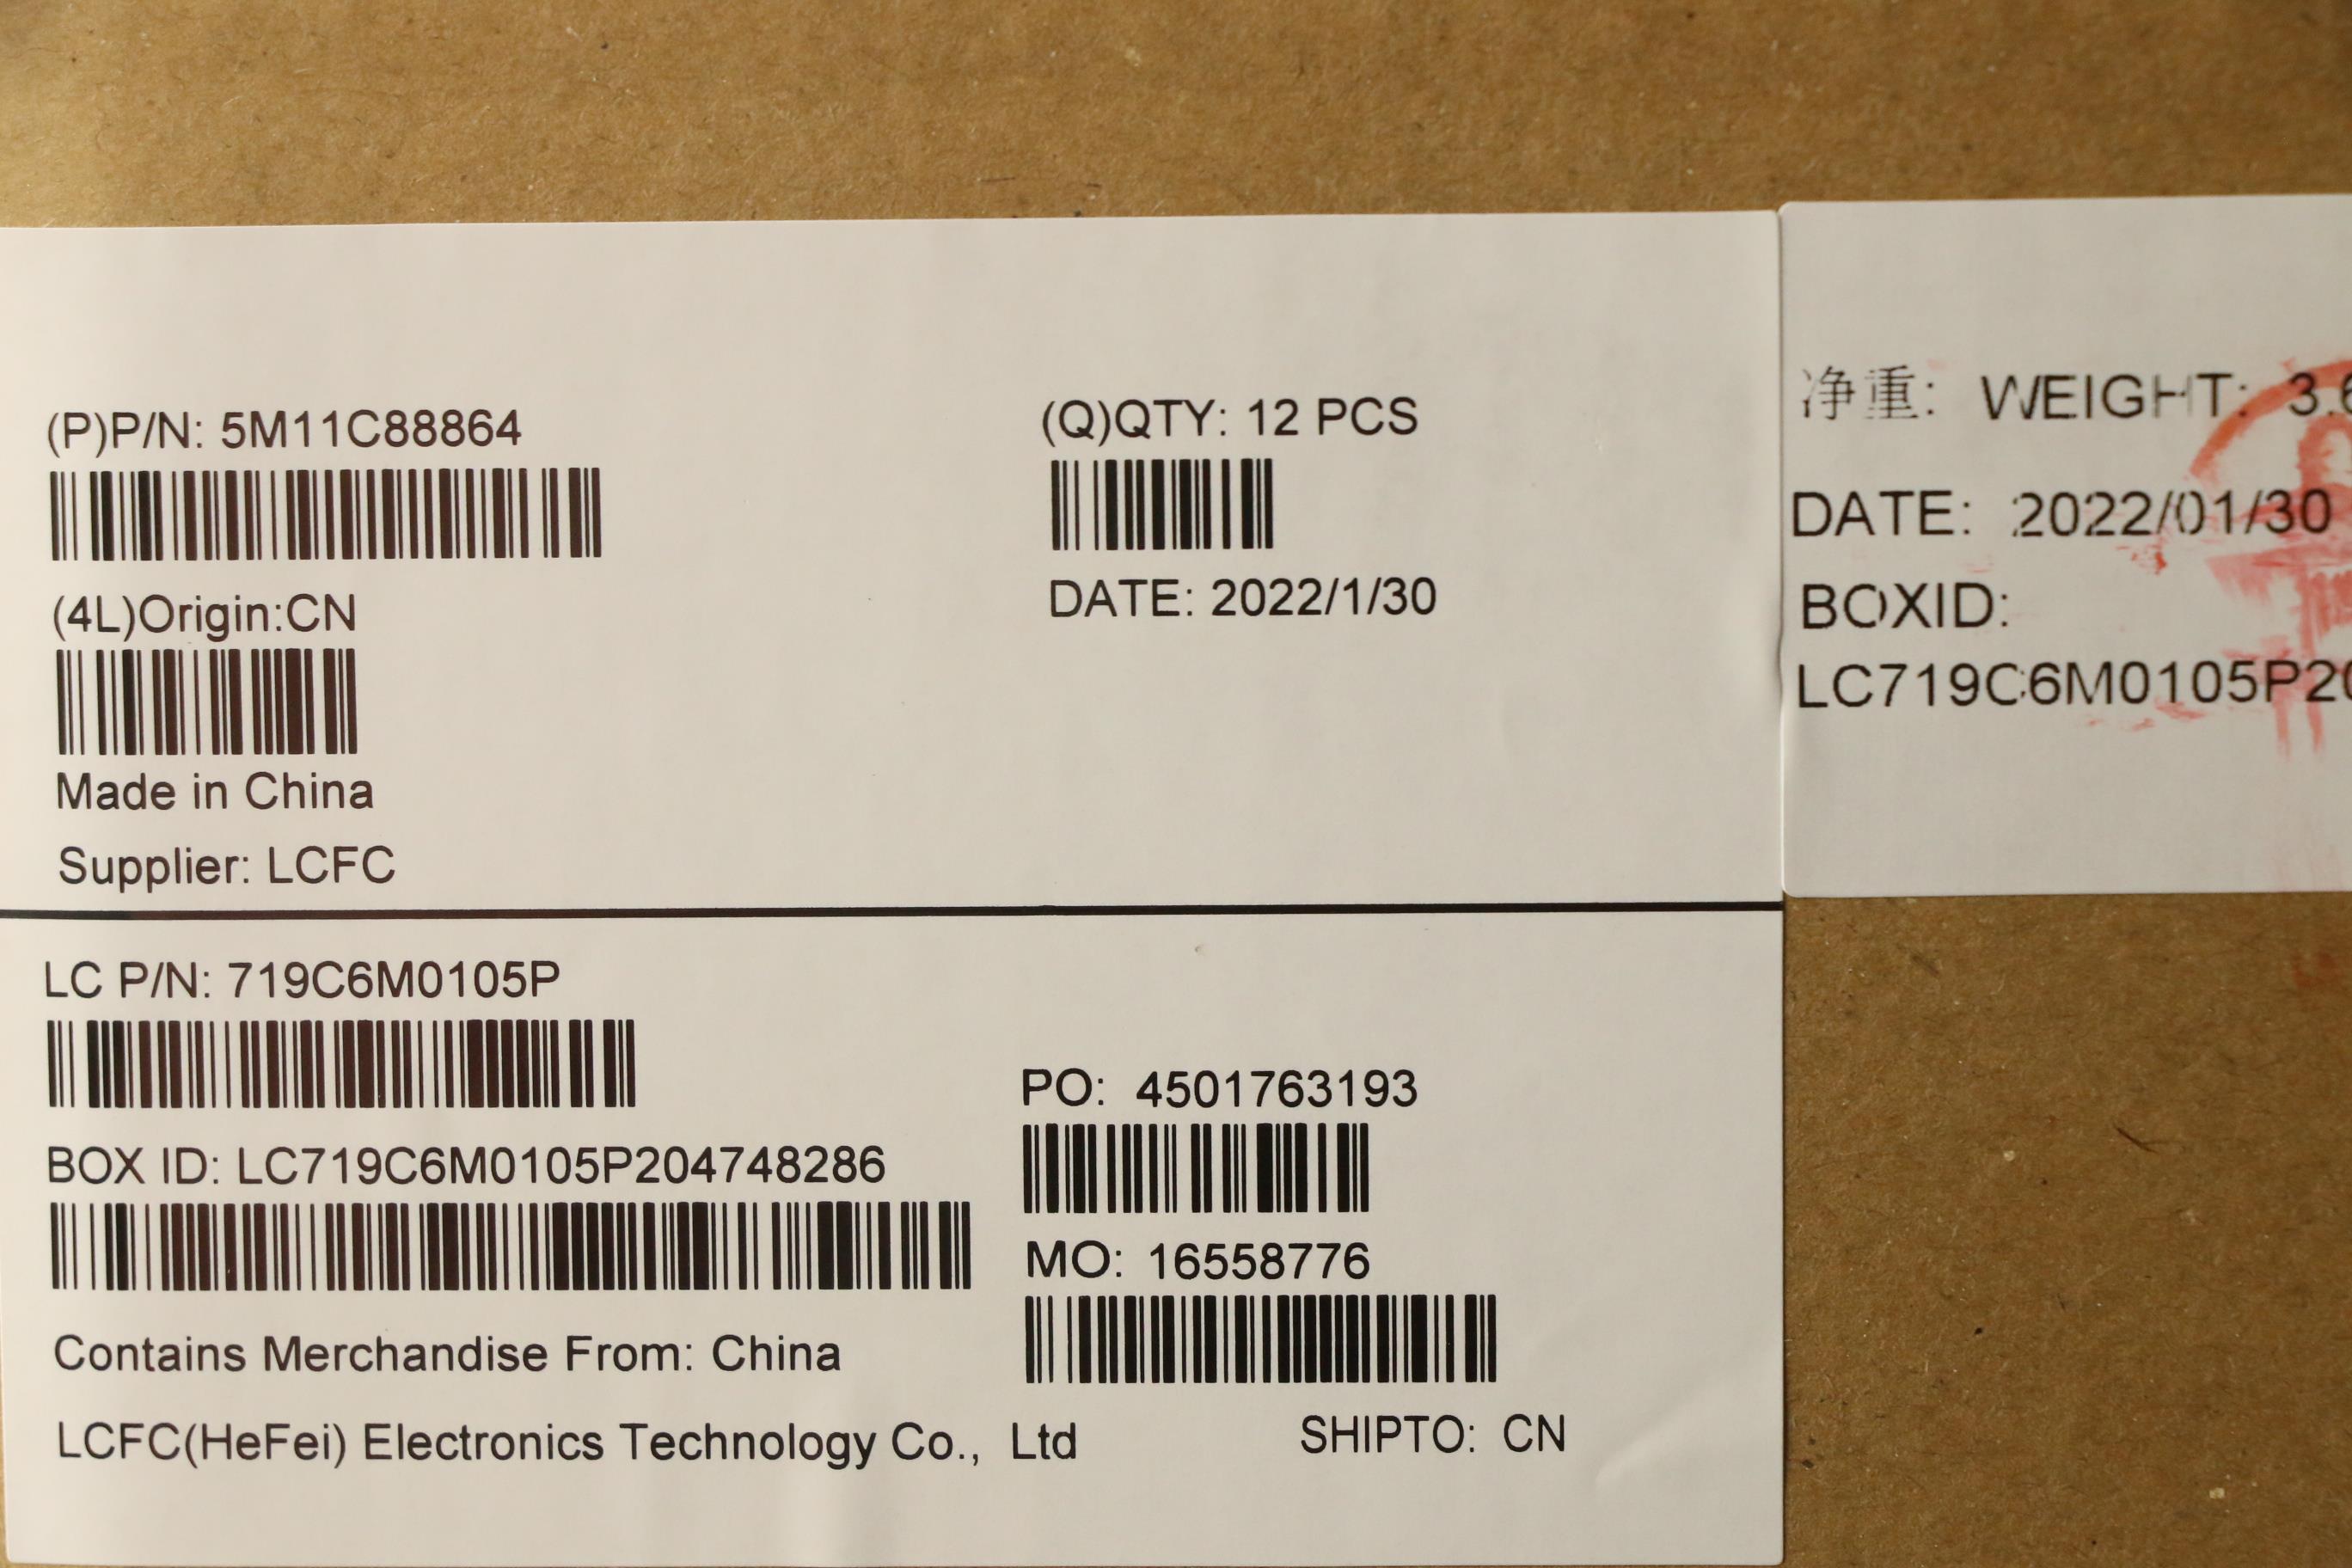 (P)P/N: 5M11C88864
(Q)QTY: 12 PCS
(4L)Origin:CN
DATE: 2022/1/30
Made in China
Supplier: LCFC
LC P/N: 719C6M0105P
PO: 4501763193
BOX ID: LC719C6M0105P204748286
MO: 16558776
Contains Merchandise From: China
LCFC(HeFei) Electronics Technology Co., Ltd
SHIPTO: CN
净重: WEIGHT:
DATE: 2022/01/30
BOXID:
LC719C6M0105P20